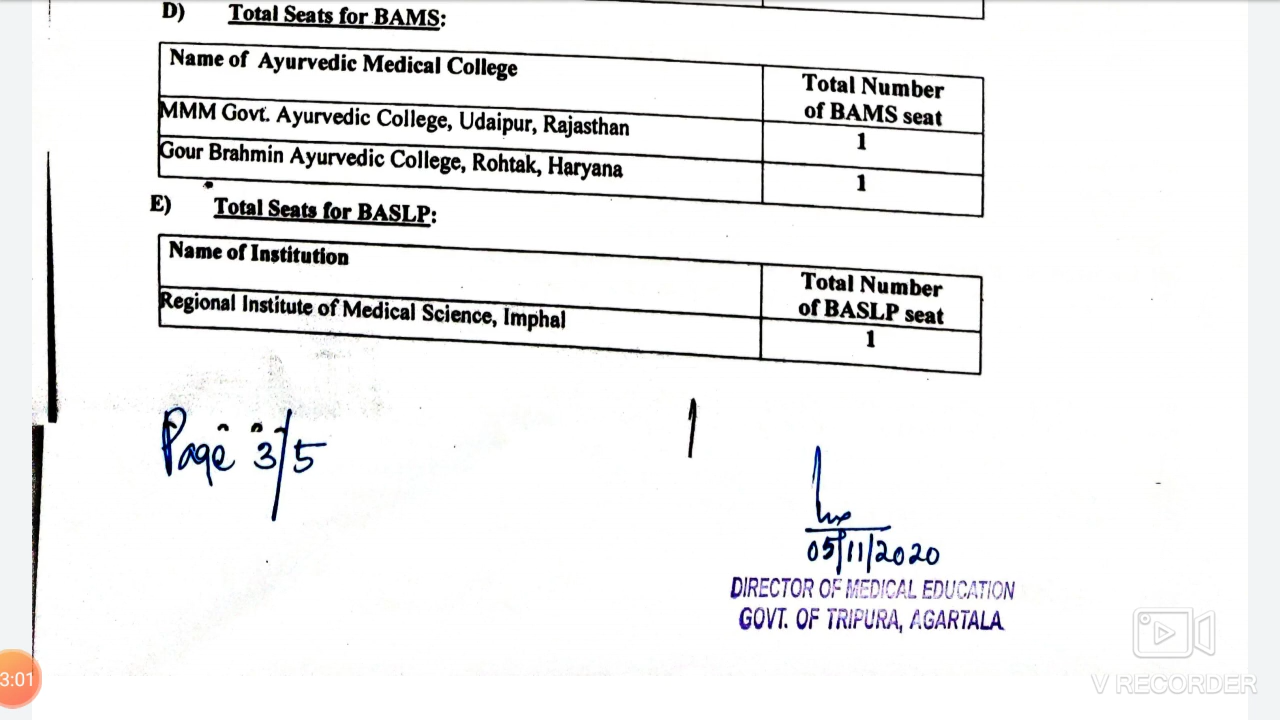 D) Total Seats for BAMS:
Name of Ayurvedic Medical College
Total Number
of BAMS seat
MMM Govt. Ayurvedic College, Udaipur, Rajasthan
1
Gour Brahmin Ayurvedic College, Rohtak, Haryana
1
E) Total Seats for BASLP:
Name of Institution
Total Number
of BASLP seat
Regional Institute of Medical Science, Imphal
1
Page 3/5
05/11/2020
DIRECTOR OF MEDICAL EDUCATION
GOVT. OF TRIPURA, AGARTALA
3:01
V RECORDER